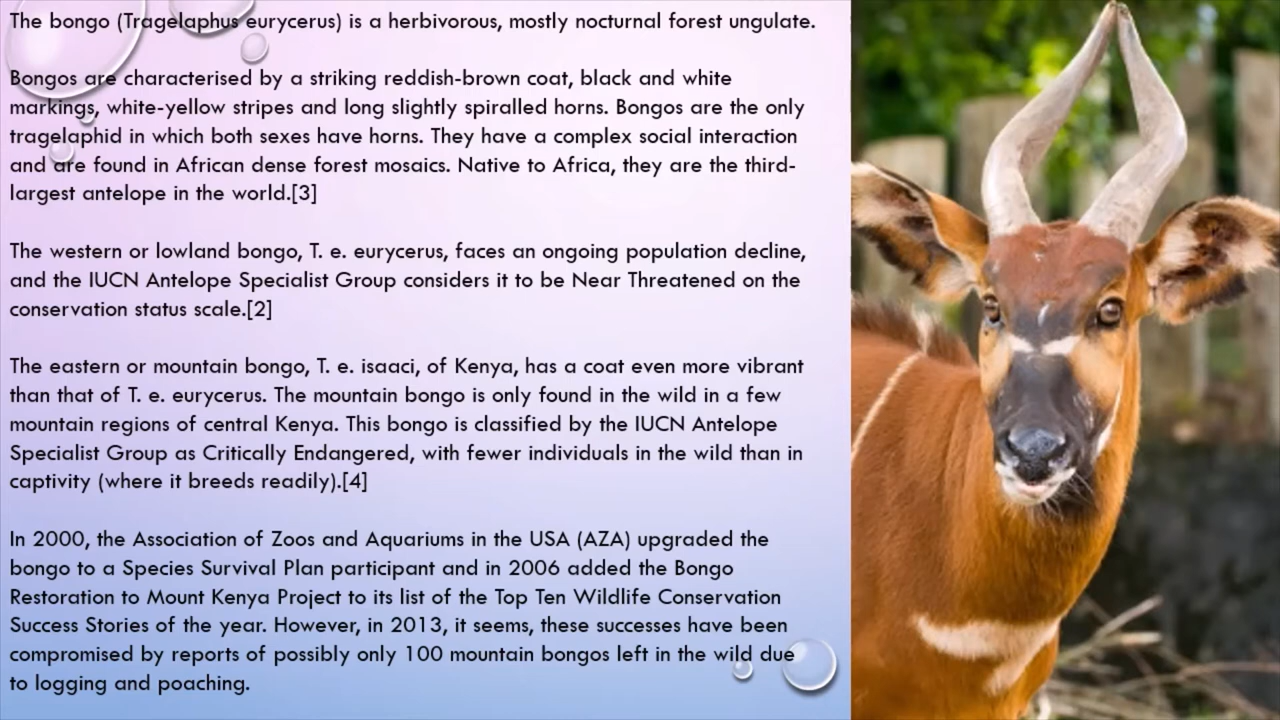 The bongo (Tragelaphus eurycerus) is a herbivorous, mostly nocturnal forest ungulate.
Bongos are characterised by a striking reddish-brown coat, black and white
markings, white-yellow stripes and long slightly spiralled horns. Bongos are the only
tragelaphid in which both sexes have horns. They have a complex social interaction
and are found in African dense forest mosaics. Native to Africa, they are the third-
largest antelope in the world.[3]
The western or lowland bongo, T. e. eurycerus, faces an ongoing population decline,
and the IUCN Antelope Specialist Group considers it to be Near Threatened on the
conservation status scale.[2]
The eastern or mountain bongo, T. e. isaaci, of Kenya, has a coat even more vibrant
than that of T. e. eurycerus. The mountain bongo is only found in the wild in a few
mountain regions of central Kenya. This bongo is classified by the IUCN Antelope
Specialist Group as Critically Endangered, with fewer individuals in the wild than in
captivity (where it breeds readily).[4]
In 2000, the Association of Zoos and Aquariums in the USA (AZA) upgraded the
bongo to a Species Survival Plan participant and in 2006 added the Bongo
Restoration to Mount Kenya Project to its list of the Top Ten Wildlife Conservation
Success Stories of the year. However, in 2013, it seems, these successes have been
compromised by reports of possibly only 100 mountain bongos left in the wild due
to logging and poaching.